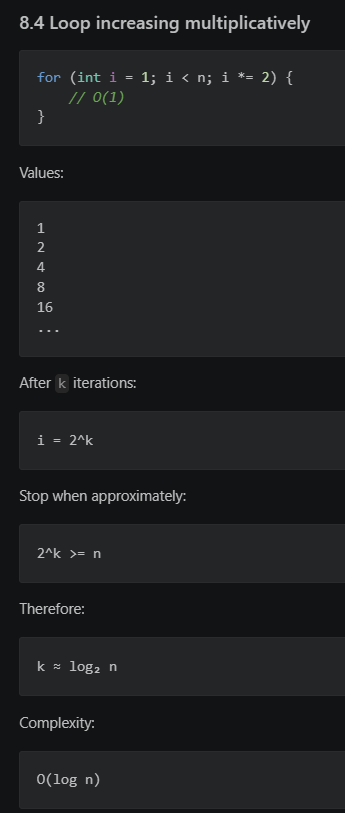 8.4 Loop increasing multiplicatively
for (int i = 1; i < n; i *= 2) {
    // O(1)
}
Values:
1
2
4
8
16
...
After k iterations:
i = 2^k
Stop when approximately:
2^k >= n
Therefore:
k ≈ log₂ n
Complexity:
O(log n)